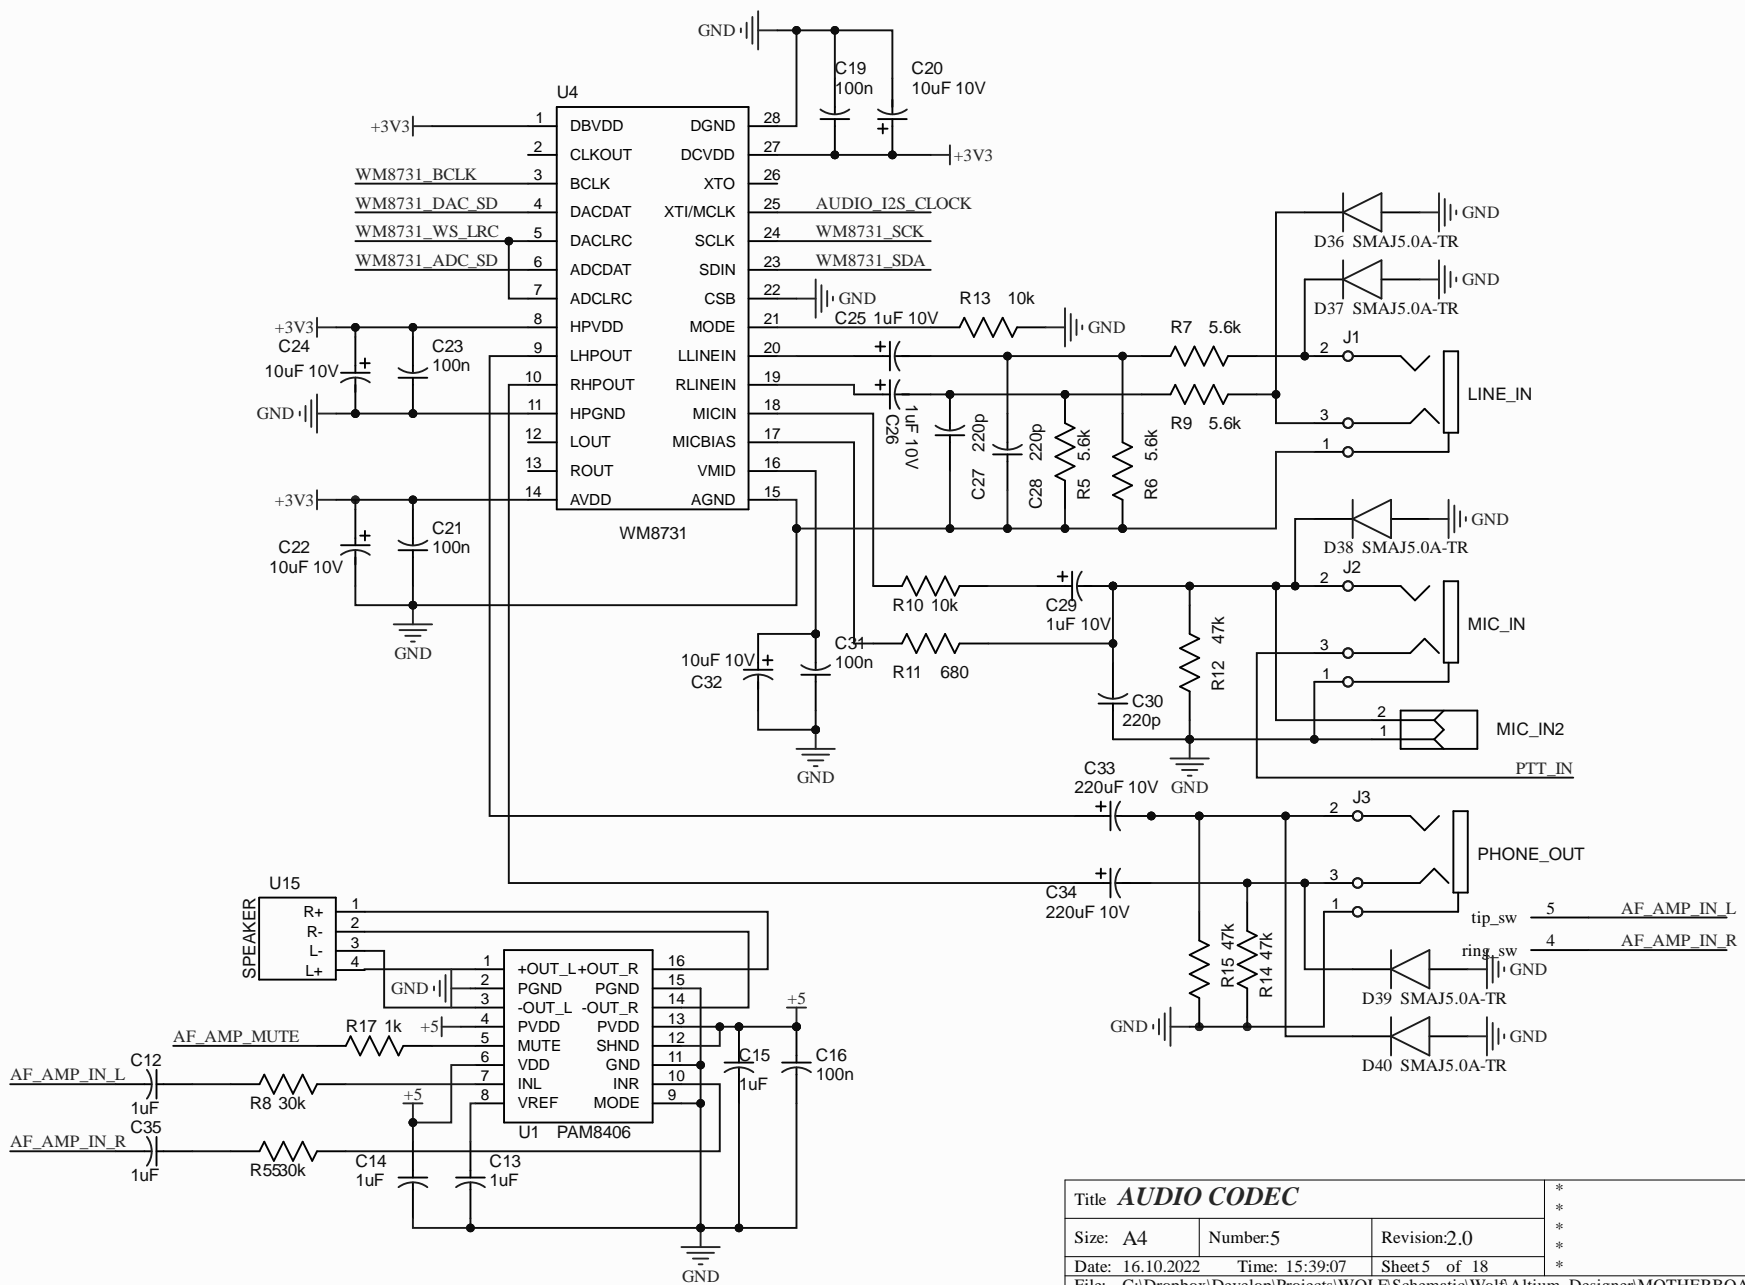 GND
C19
100n
C20
10uF 10V
U4
+3V3 1 DBVDD DGND 28
2 CLKOUT DCVDD 27 +3V3
WM8731_BCLK 3 BCLK XTO 26
WM8731_DAC_SD 4 DACDAT XTI/MCLK 25 AUDIO_I2S_CLOCK
WM8731_WS_LRC 5 DACLRC SCLK 24 WM8731_SCK
WM8731_ADC_SD 6 ADCDAT SDIN 23 WM8731_SDA
7 ADCLRC CSB 22 GND
+3V3 8 HPVDD MODE 21
9 LHPOUT LLINEIN 20
10 RHPOUT RLINEIN 19
GND 11 HPGND MICIN 18
12 LOUT MICBIAS 17
13 ROUT VMID 16
+3V3 14 AVDD AGND 15
WM8731
C24
10uF 10V
C23
100n
C22
10uF 10V
C21
100n
GND
R13 10k
GND
C25 1uF 10V
C26 1uF 10V
C27 220p
C28 220p
R5 5.6k
R6 5.6k
R7 5.6k
R9 5.6k
GND
D36 SMAJ5.0A-TR
GND
D37 SMAJ5.0A-TR
J1
2
3
1
LINE_IN
GND
D38 SMAJ5.0A-TR
J2
2
3
1
MIC_IN
R10 10k
C29
1uF 10V
R11 680
R12 47k
C30
220p
10uF 10V
C32
C31
100n
GND
2
1
MIC_IN2
PTT_IN
GND
C33
220uF 10V
C34
220uF 10V
J3
2
3
1
PHONE_OUT
tip_sw 5 AF_AMP_IN_L
ring_sw 4 AF_AMP_IN_R
R15 47k
R14 47k
GND
GND
D39 SMAJ5.0A-TR
GND
D40 SMAJ5.0A-TR
U15
SPEAKER
R+ 1
R- 2
L- 3
L+ 4
1 +OUT_L +OUT_R 16
GND 2 PGND PGND 15
3 -OUT_L -OUT_R 14
+5 4 PVDD PVDD 13
5 MUTE SHND 12
6 VDD GND 11
7 INL INR 10
8 VREF MODE 9
U1 PAM8406
AF_AMP_MUTE
R17 1k
AF_AMP_IN_L
C12
1uF
R8 30k
AF_AMP_IN_R
C35
1uF
R55 30k
+5
C14
1uF
C13
1uF
+5
C15
1uF
C16
100n
GND
Title AUDIO CODEC
Size: A4 Number:5 Revision:2.0
Date: 16.10.2022 Time: 15:39:07 Sheet5 of 18
*
*
*
*
*